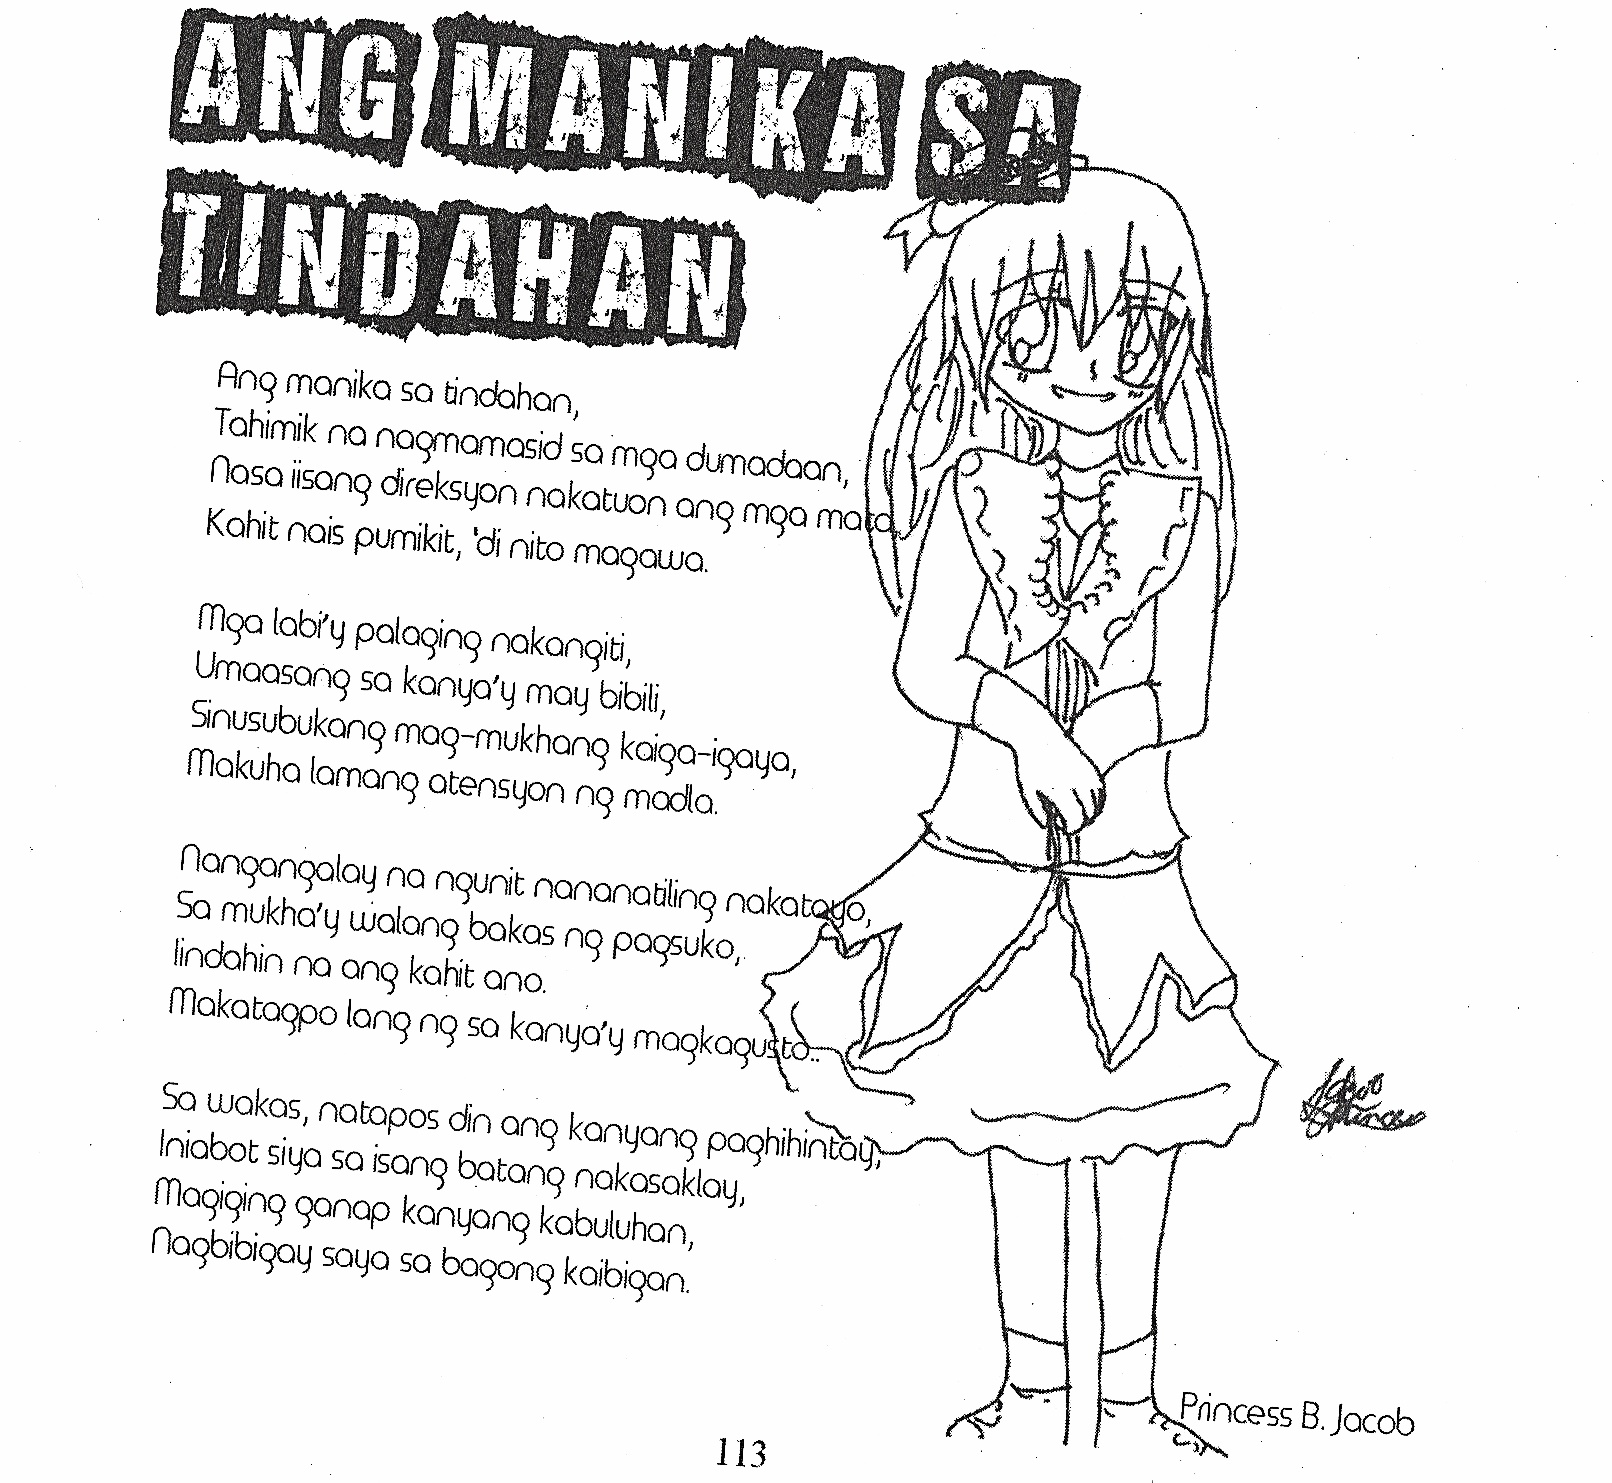 ANG MANIKA SA
TINDAHAN
Ang manika sa tindahan,
Tahimik na nagmamasid sa mga dumadaan,
Nasa iisang direksyon nakatuon ang mga mata,
Kahit nais pumikit, 'di nito magawa.
Mga labi'y palaging nakangiti,
Umaasang sa kanya'y may bibili,
Sinusubukang mag-mukhang kaiga-igaya,
Makuha lamang atensyon ng madla.
Nangangalay na ngunit nananatiling nakatayo,
Sa mukha'y walang bakas ng pagsuko,
Iindahin na ang kahit ano.
Makatagpo lang ng sa kanya'y magkagusto..
Sa wakas, natapos din ang kanyang paghihintay,
Iniabot siya sa isang batang nakasaklay,
Magiging ganap kanyang kabuluhan,
Nagbibigay saya sa bagong kaibigan.
Princess B. Jacob
113